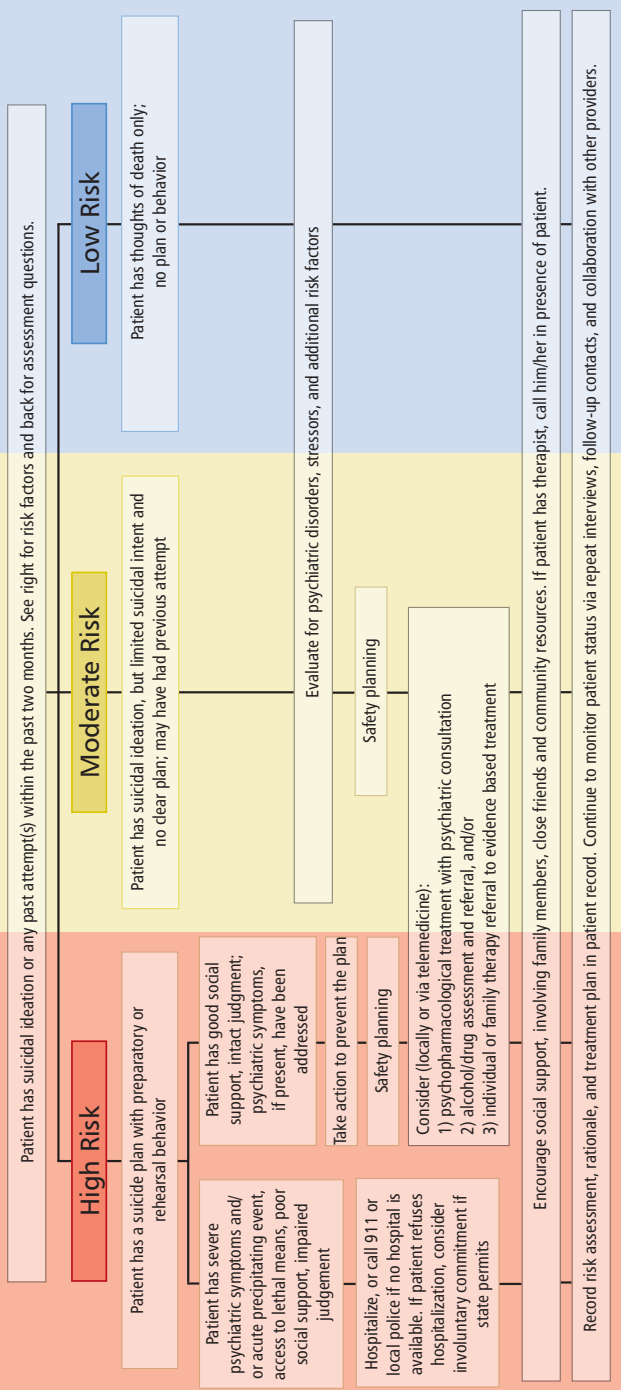 Patient has suicidal ideation or any past attempt(s) within the past two months. See right for risk factors and back for assessment questions.
High Risk
Moderate Risk
Low Risk
Patient has a suicide plan with preparatory or
rehearsal behavior
Patient has suicidal ideation, but limited suicidal intent and
no clear plan; may have had previous attempt
Patient has thoughts of death only;
no plan or behavior
Patient has severe
psychiatric symptoms and/
or acute precipitating event,
access to lethal means, poor
social support, impaired
judgement
Patient has good social
support, intact judgment;
psychiatric symptoms,
if present, have been
addressed
Evaluate for psychiatric disorders, stressors, and additional risk factors
Take action to prevent the plan
Hospitalize, or call 911 or
local police if no hospital is
available. If patient refuses
hospitalization, consider
involuntary commitment if
state permits
Safety planning
Safety planning
Consider (locally or via telemedicine):
1) psychopharmacological treatment with psychiatric consultation
2) alcohol/drug assessment and referral, and/or
3) individual or family therapy referral to evidence based treatment
Encourage social support, involving family members, close friends and community resources. If patient has therapist, call him/her in presence of patient.
Record risk assessment, rationale, and treatment plan in patient record. Continue to monitor patient status via repeat interviews, follow-up contacts, and collaboration with other providers.